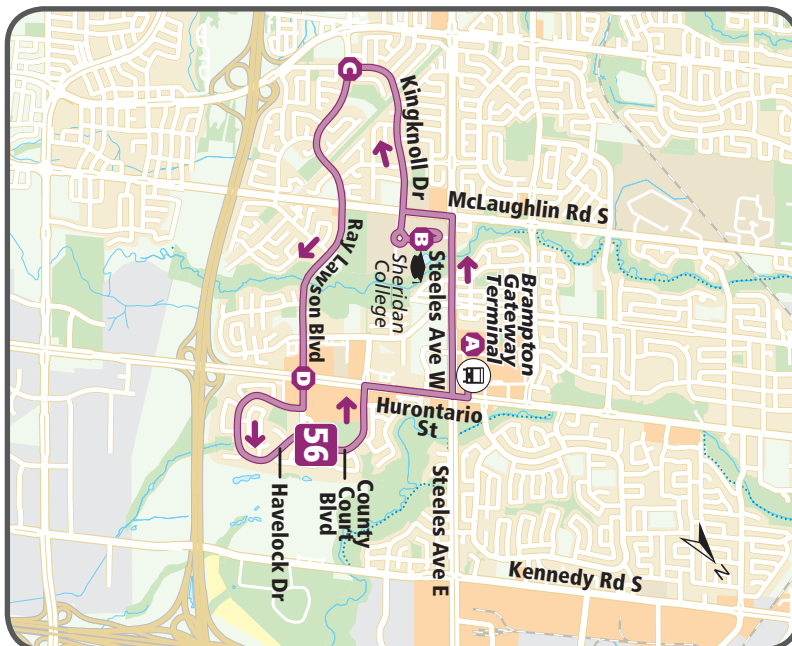 Kingknoll Dr
C
McLaughlin Rd S
B
Sheridan
College
Steeles Ave W
Brampton
Gateway
Terminal
A
Ray Lawson Blvd
D
Hurontario
St
56
County
Court
Blvd
Havelock Dr
Steeles Ave E
Kennedy Rd S
N